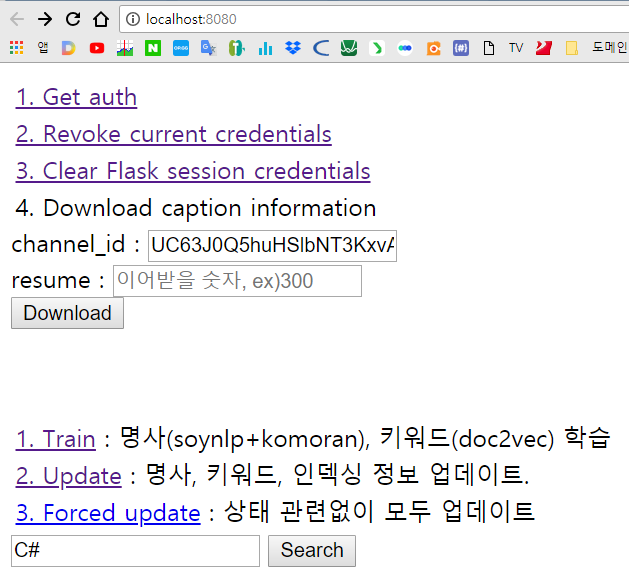 localhost:8080
앱 TV 도메인
1. Get auth
2. Revoke current credentials
3. Clear Flask session credentials
4. Download caption information
channel_id : UC63J0Q5huHSlbNT3KxvA
resume : 이어받을 숫자, ex)300
Download
1. Train : 명사(soynlp+komoran), 키워드(doc2vec) 학습
2. Update : 명사, 키워드, 인덱싱 정보 업데이트.
3. Forced update : 상태 관련없이 모두 업데이트
C# Search